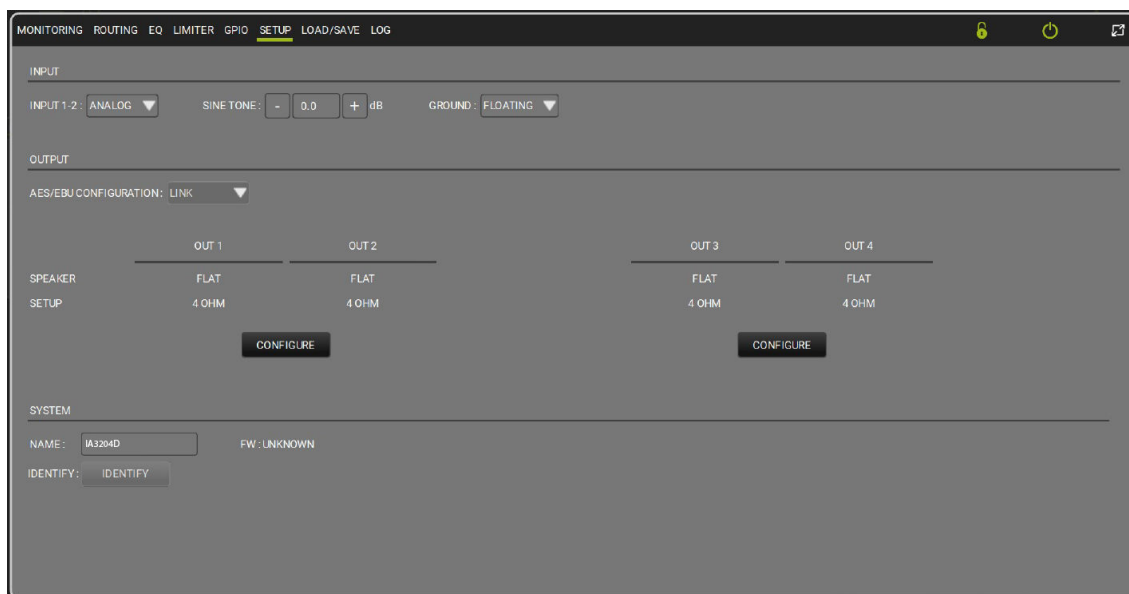 MONITORING ROUTING EQ LIMITER GPIO SETUP LOAD/SAVE LOG
INPUT
INPUT 1-2 : ANALOG SINE TONE : - 0.0 + dB GROUND : FLOATING
OUTPUT
AES/EBU CONFIGURATION : LINK
OUT 1 OUT 2 OUT 3 OUT 4
SPEAKER FLAT FLAT FLAT FLAT
SETUP 4 OHM 4 OHM 4 OHM 4 OHM
CONFIGURE CONFIGURE
SYSTEM
NAME : IA3204D FW : UNKNOWN
IDENTIFY : IDENTIFY